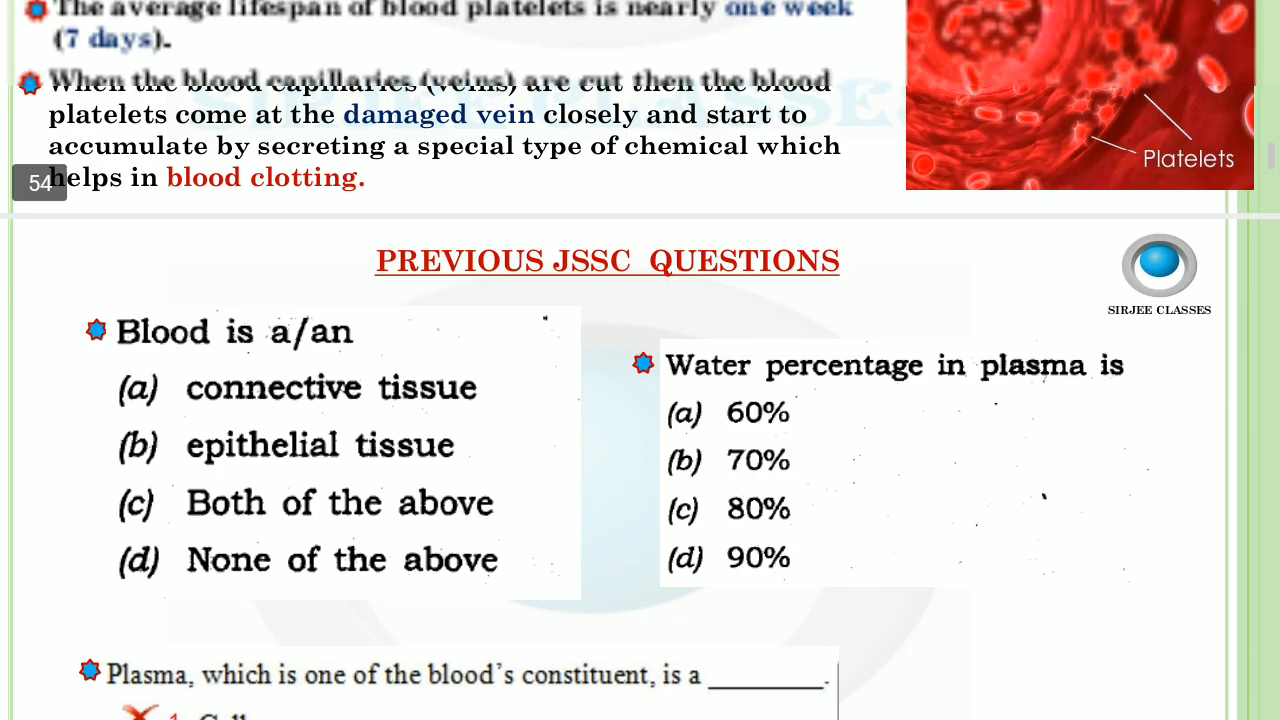 The average lifespan of blood platelets is nearly one week
(7 days).
When the blood capillaries (veins) are cut then the blood
platelets come at the damaged vein closely and start to
accumulate by secreting a special type of chemical which
helps in blood clotting.
54
Platelets
PREVIOUS JSSC QUESTIONS
SIRJEE CLASSES
Blood is a/an
(a) connective tissue
(b) epithelial tissue
(c) Both of the above
(d) None of the above
Water percentage in plasma is
(a) 60%
(b) 70%
(c) 80%
(d) 90%
Plasma, which is one of the blood's constituent, is a ________.